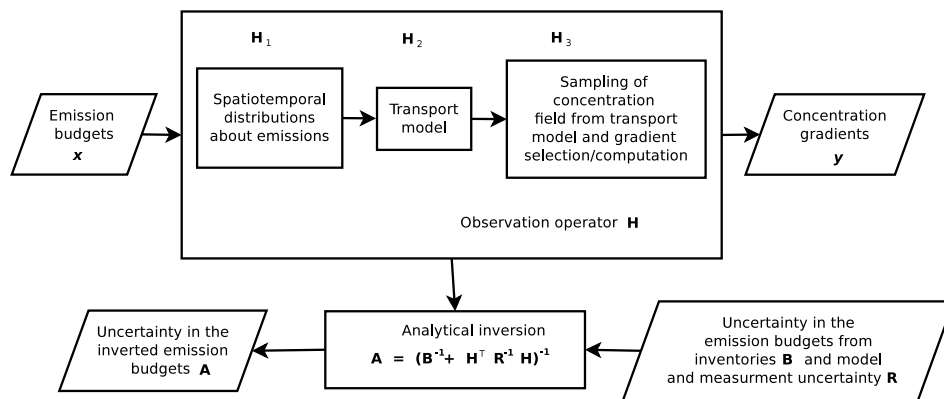 H₁
H₂
H₃
Emission
budgets
x
Spatiotemporal
distributions
about emissions
Transport
model
Sampling of
concentration
field from transport
model and gradient
selection/computation
Concentration
gradients
y
Observation operator H
Uncertainty in the
inverted emission
budgets A
Analytical inversion
A = (B⁻¹+ Hᵀ R⁻¹ H)⁻¹
Uncertainty in the
emission budgets from
inventories B and model
and measurment uncertainty R